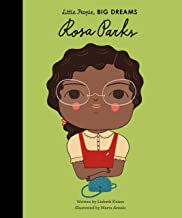 Little People, BIG DREAMS
Rosa Parks
Written by Lisbeth Kaiser
Illustrated by Marta Antelo